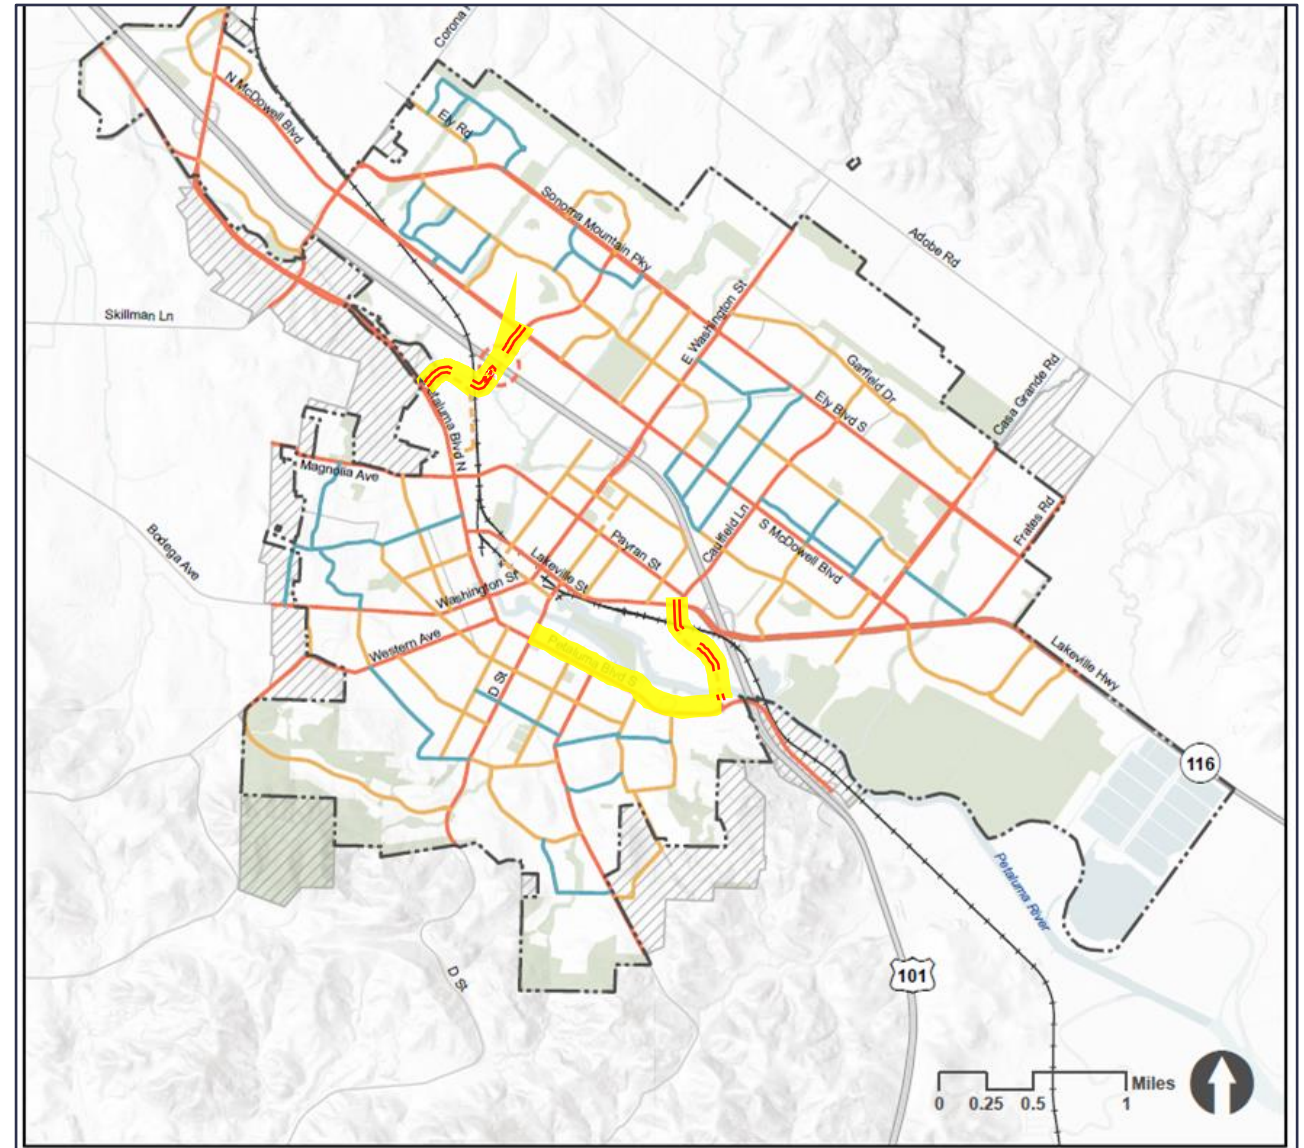 Corona
N McDowell Blvd
Ely Rd
Sonoma Mountain Pky
Adobe Rd
Skillman Ln
E Washington St
Garfield Dr
Casa Grande Rd
Ely Blvd S
taluma Blvd N
Magnolia Ave
Frates Rd
Bodega Ave
Payran St
Caulfield Ln
S McDowell Blvd
Lakeville St
Washington St
Western Ave
Petaluma Blvd S
Lakeville Hwy
D St
116
Petaluma River
D St
101
Miles
0 0.25 0.5 1